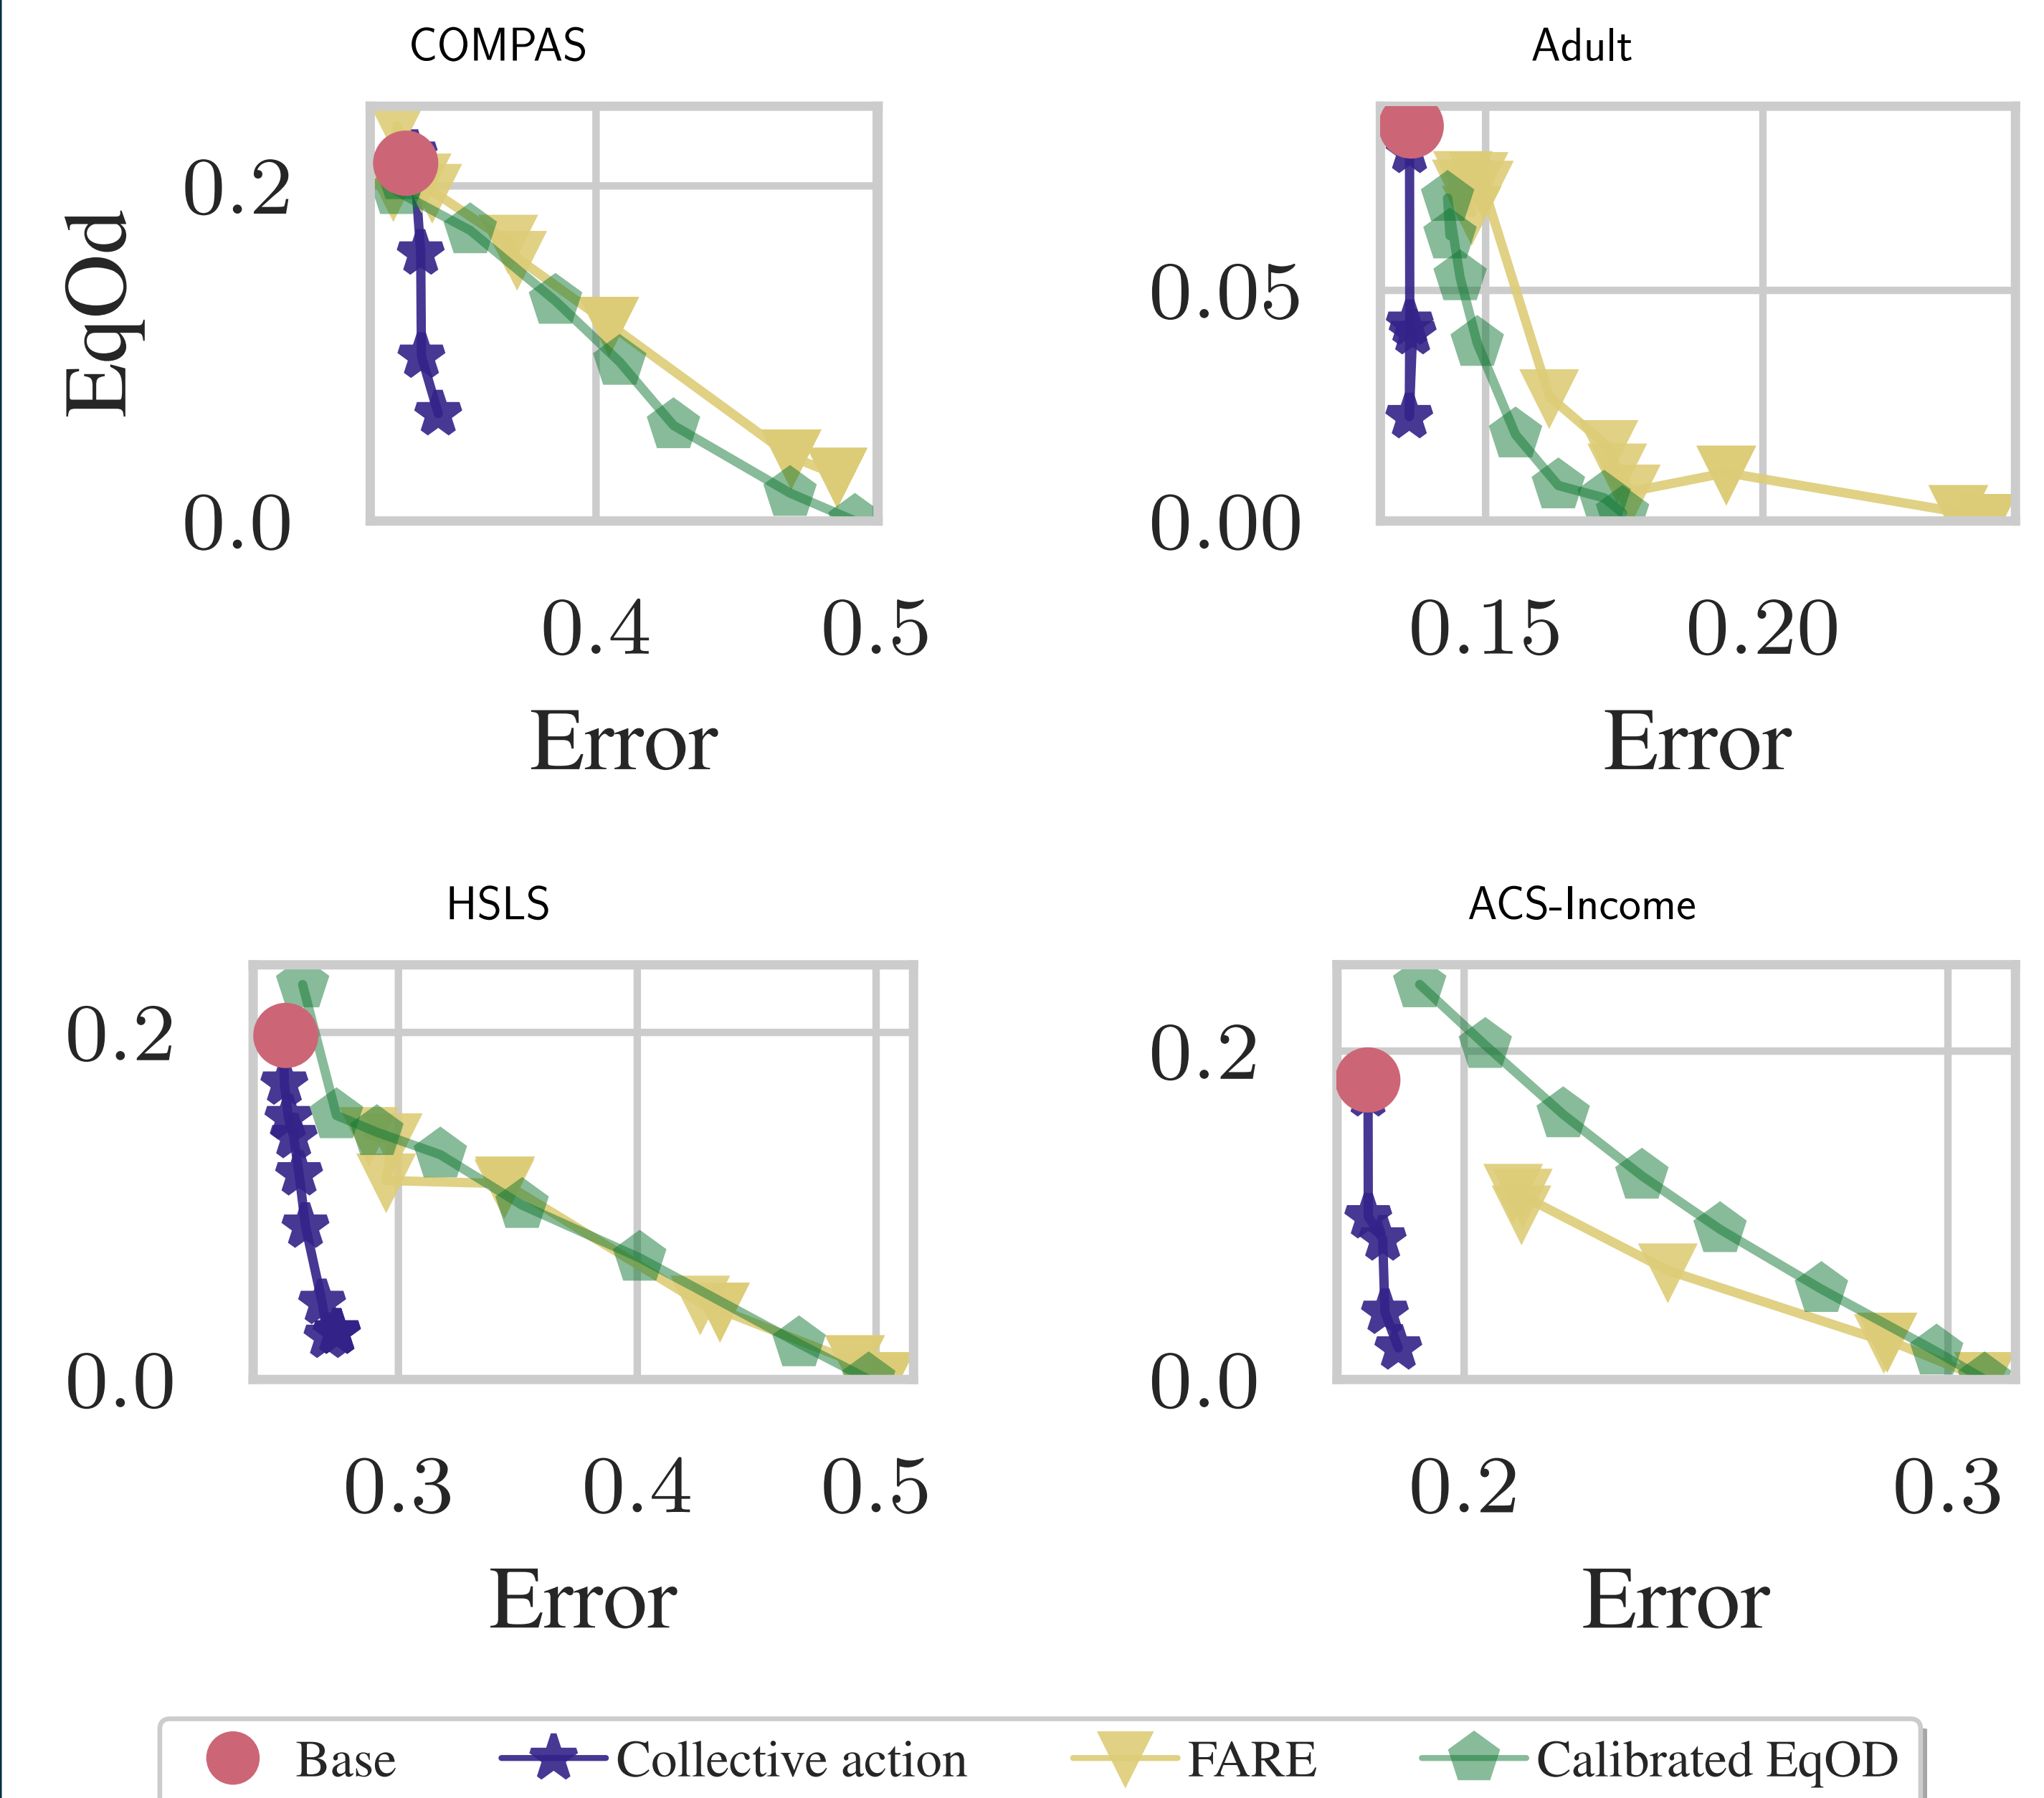 COMPAS
Adult
EqOd
0.2
0.0
0.4 0.5
Error
0.05
0.00
0.15 0.20
Error
HSLS
ACS-Income
0.2
0.0
0.3 0.4 0.5
Error
0.2
0.0
0.2 0.3
Error
Base Collective action FARE Calibrated EqOD